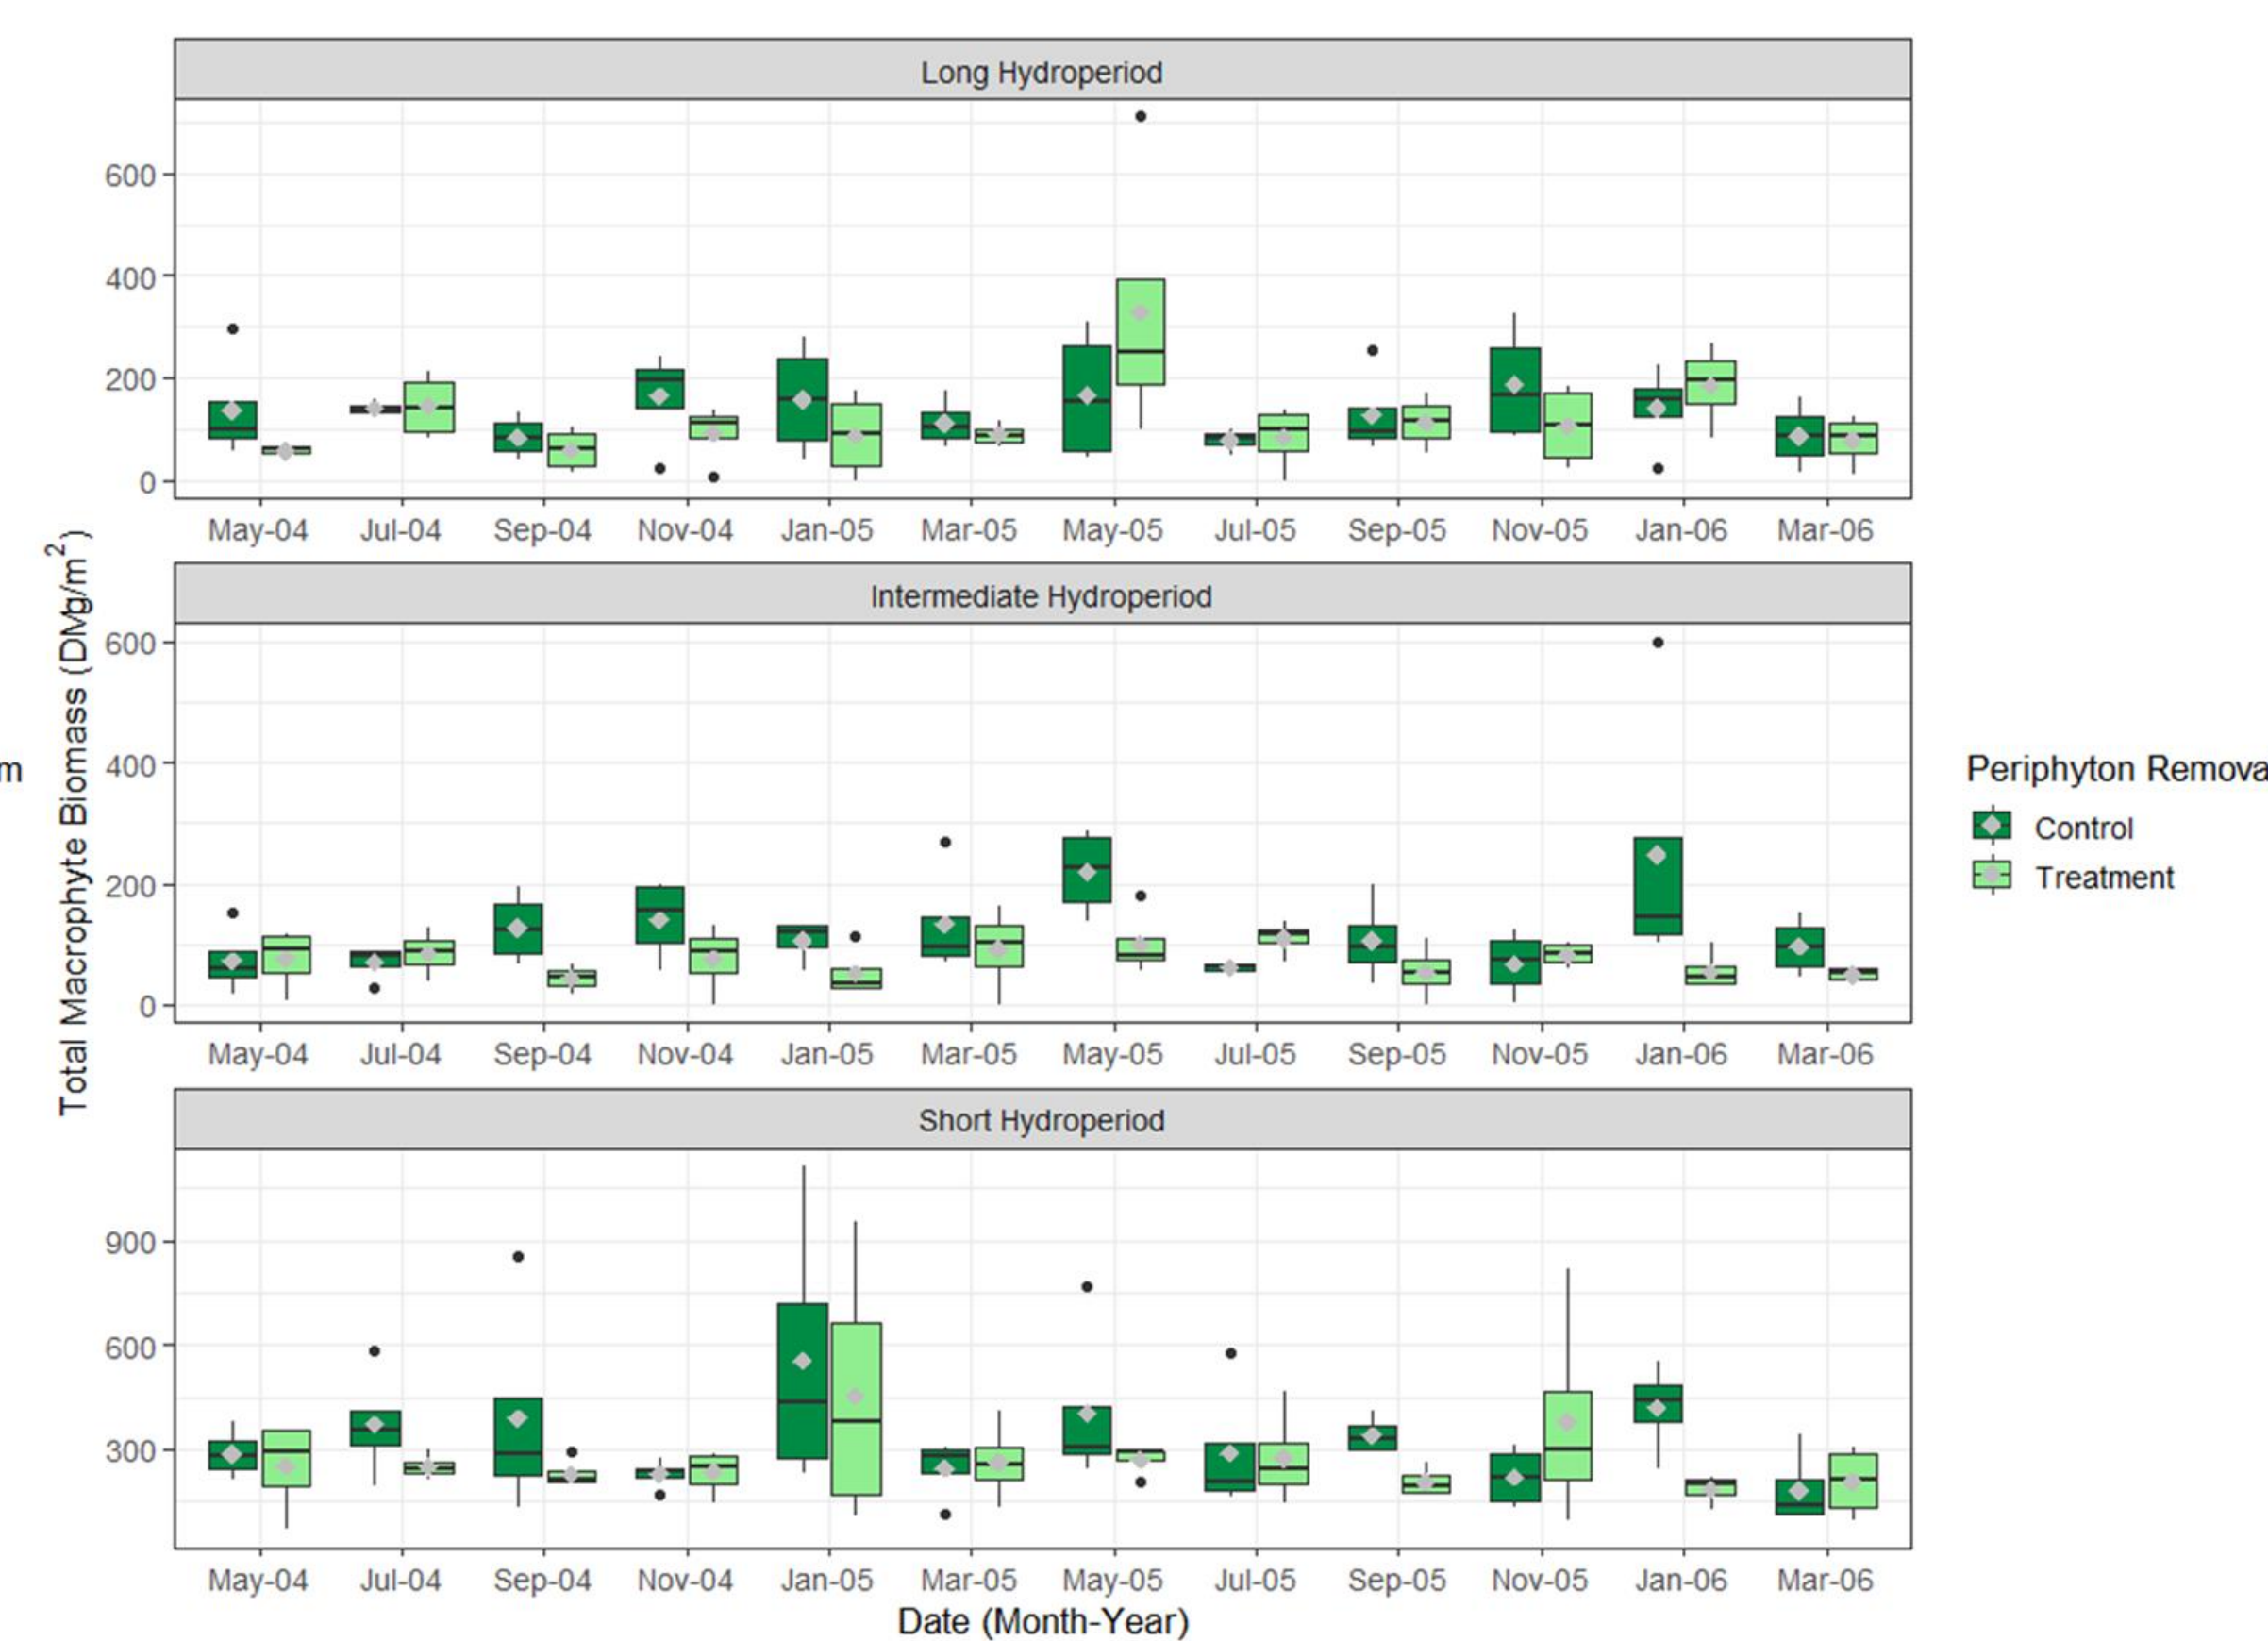 Long Hydroperiod
600
400
200
0
May-04 Jul-04 Sep-04 Nov-04 Jan-05 Mar-05 May-05 Jul-05 Sep-05 Nov-05 Jan-06 Mar-06
Intermediate Hydroperiod
600
400
200
0
May-04 Jul-04 Sep-04 Nov-04 Jan-05 Mar-05 May-05 Jul-05 Sep-05 Nov-05 Jan-06 Mar-06
Short Hydroperiod
900
600
300
May-04 Jul-04 Sep-04 Nov-04 Jan-05 Mar-05 May-05 Jul-05 Sep-05 Nov-05 Jan-06 Mar-06
Date (Month-Year)
Total Macrophyte Biomass (DMg/m²)
m
Periphyton Remova
Control
Treatment